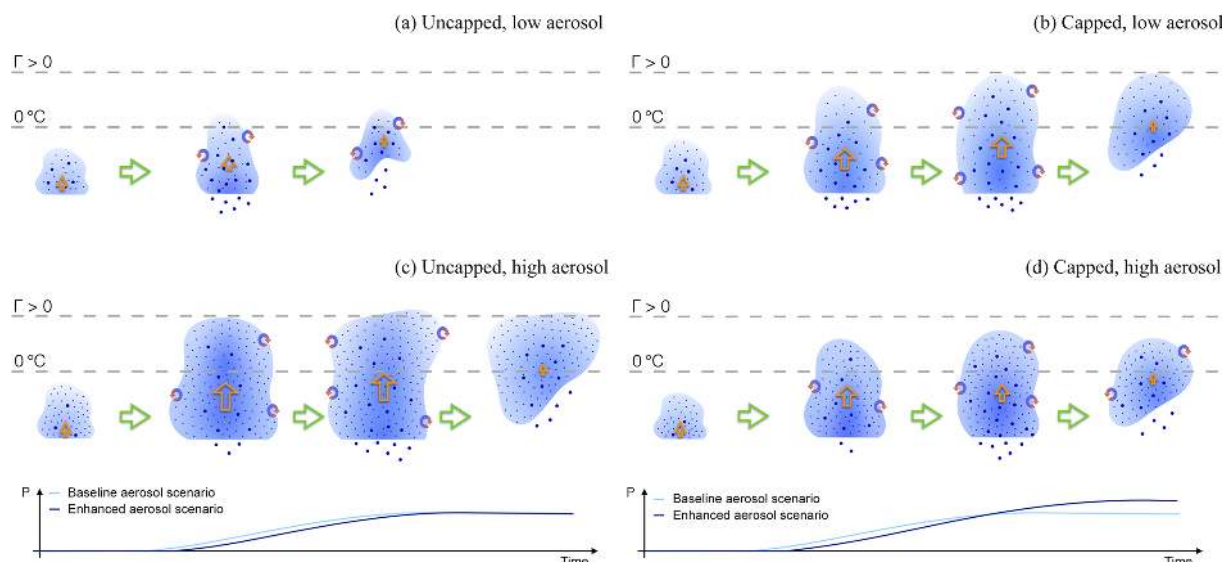 (a) Uncapped, low aerosol
Γ > 0
0 °C
(b) Capped, low aerosol
Γ > 0
0 °C
(c) Uncapped, high aerosol
Γ > 0
0 °C
(d) Capped, high aerosol
Γ > 0
0 °C
P
Baseline aerosol scenario
Enhanced aerosol scenario
Time
P
Baseline aerosol scenario
Enhanced aerosol scenario
Time